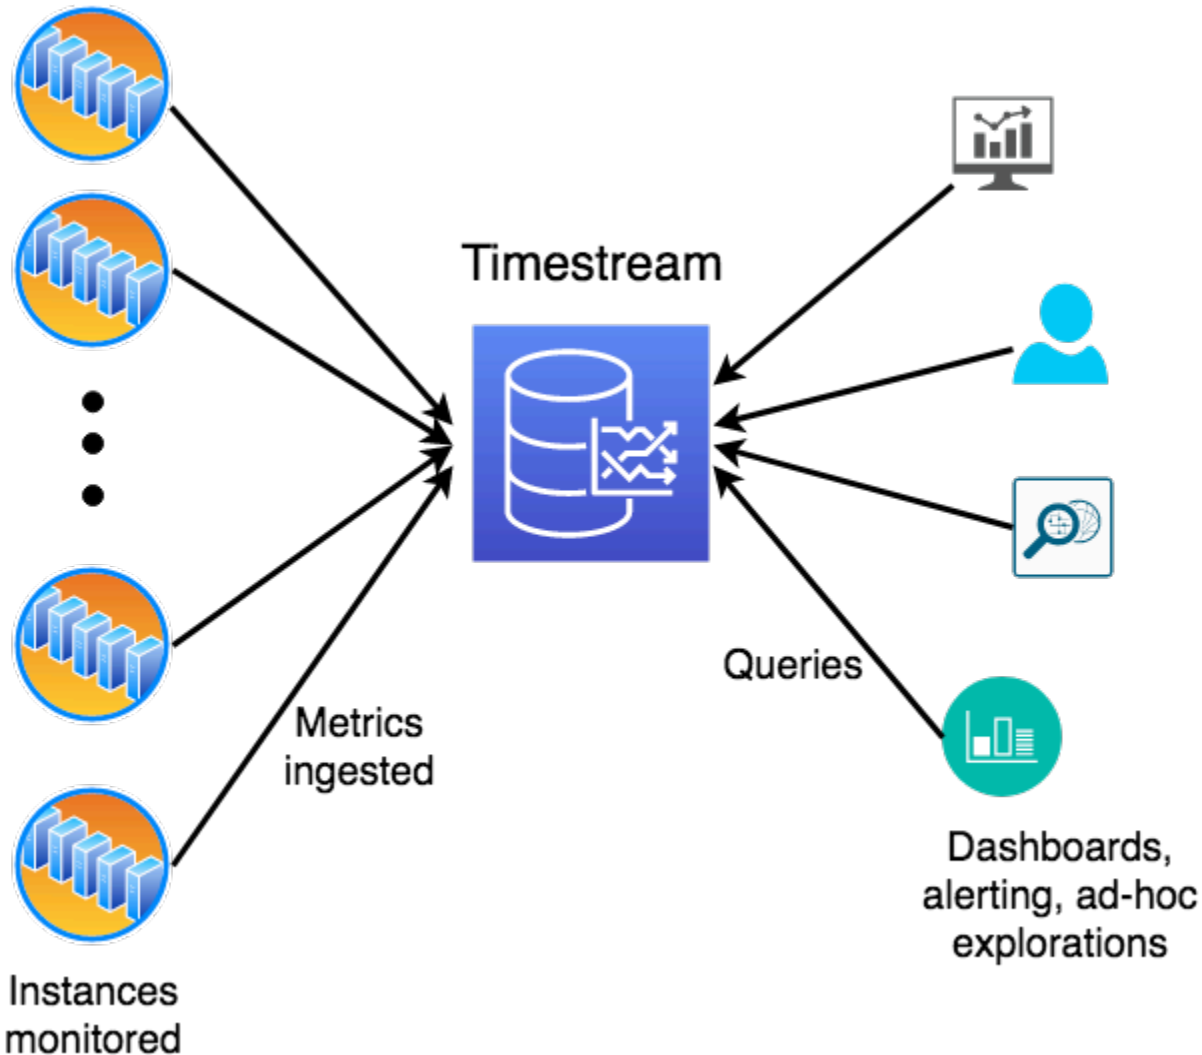 Timestream
Queries
Metrics
ingested
Dashboards,
alerting, ad-hoc
explorations
Instances
monitored